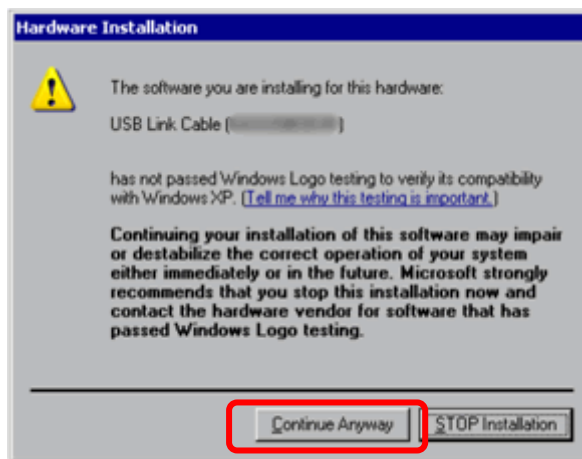 Hardware Installation
The software you are installing for this hardware:
USB Link Cable ( )
has not passed Windows Logo testing to verify its compatibility
with Windows XP. (Tell me why this testing is important.)
Continuing your installation of this software may impair
or destabilize the correct operation of your system
either immediately or in the future. Microsoft strongly
recommends that you stop this installation now and
contact the hardware vendor for software that has
passed Windows Logo testing.
Continue Anyway STOP Installation